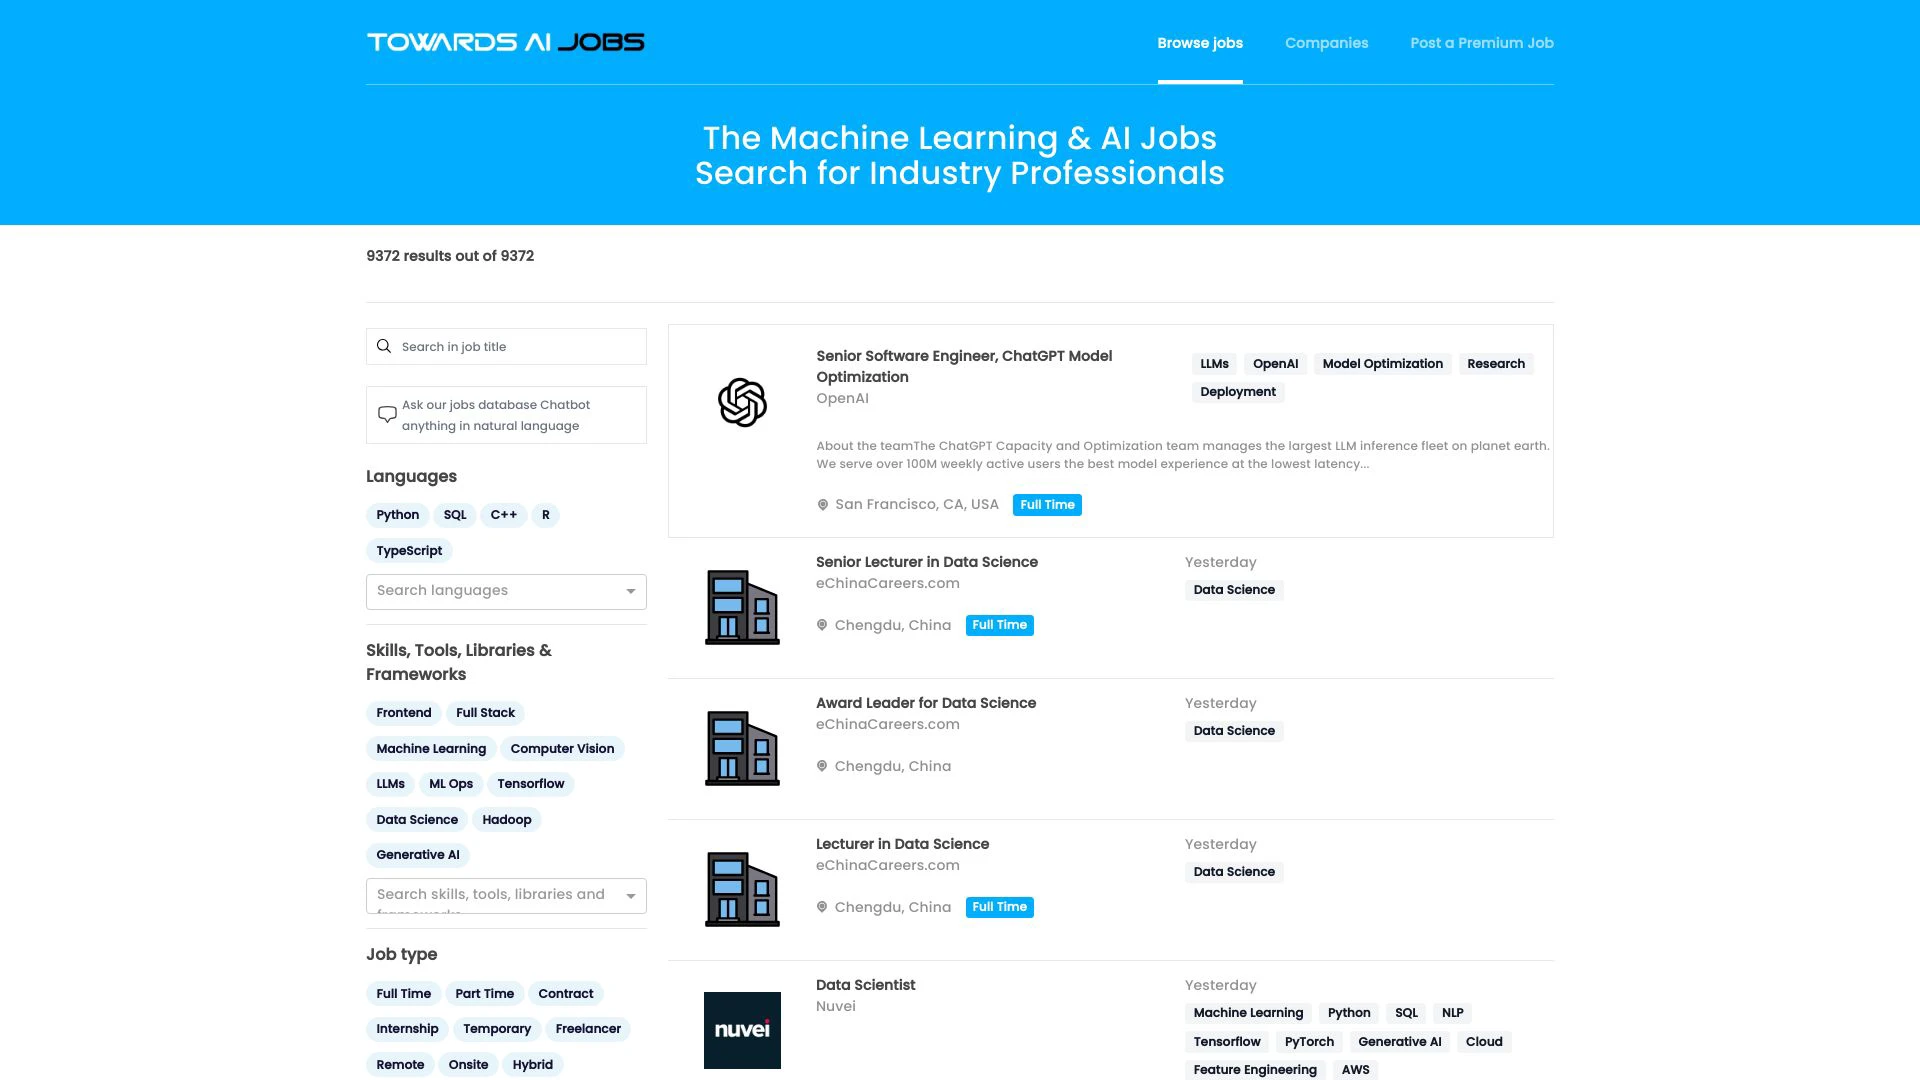 TOWARDS AI JOBS
Browse jobs
Companies
Post a Premium Job
The Machine Learning & AI Jobs
Search for Industry Professionals
9372 results out of 9372
Search in job title
Ask our jobs database Chatbot
anything in natural language
Languages
Python SQL C++ R
TypeScript
Search languages
Skills, Tools, Libraries &
Frameworks
Frontend Full Stack
Machine Learning Computer Vision
LLMs ML Ops Tensorflow
Data Science Hadoop
Generative AI
Search skills, tools, libraries and
Job type
Full Time Part Time Contract
Internship Temporary Freelancer
Remote Onsite Hybrid
Senior Software Engineer, ChatGPT Model
Optimization
OpenAI
LLMs OpenAI Model Optimization Research
Deployment
About the teamThe ChatGPT Capacity and Optimization team manages the largest LLM inference fleet on planet earth.
We serve over 100M weekly active users the best model experience at the lowest latency...
San Francisco, CA, USA Full Time
Senior Lecturer in Data Science
eChinaCareers.com
Chengdu, China Full Time
Yesterday
Data Science
Award Leader for Data Science
eChinaCareers.com
Chengdu, China
Yesterday
Data Science
Lecturer in Data Science
eChinaCareers.com
Chengdu, China Full Time
Yesterday
Data Science
nuvei
Data Scientist
Nuvei
Yesterday
Machine Learning Python SQL NLP
Tensorflow PyTorch Generative AI Cloud
Feature Engineering AWS